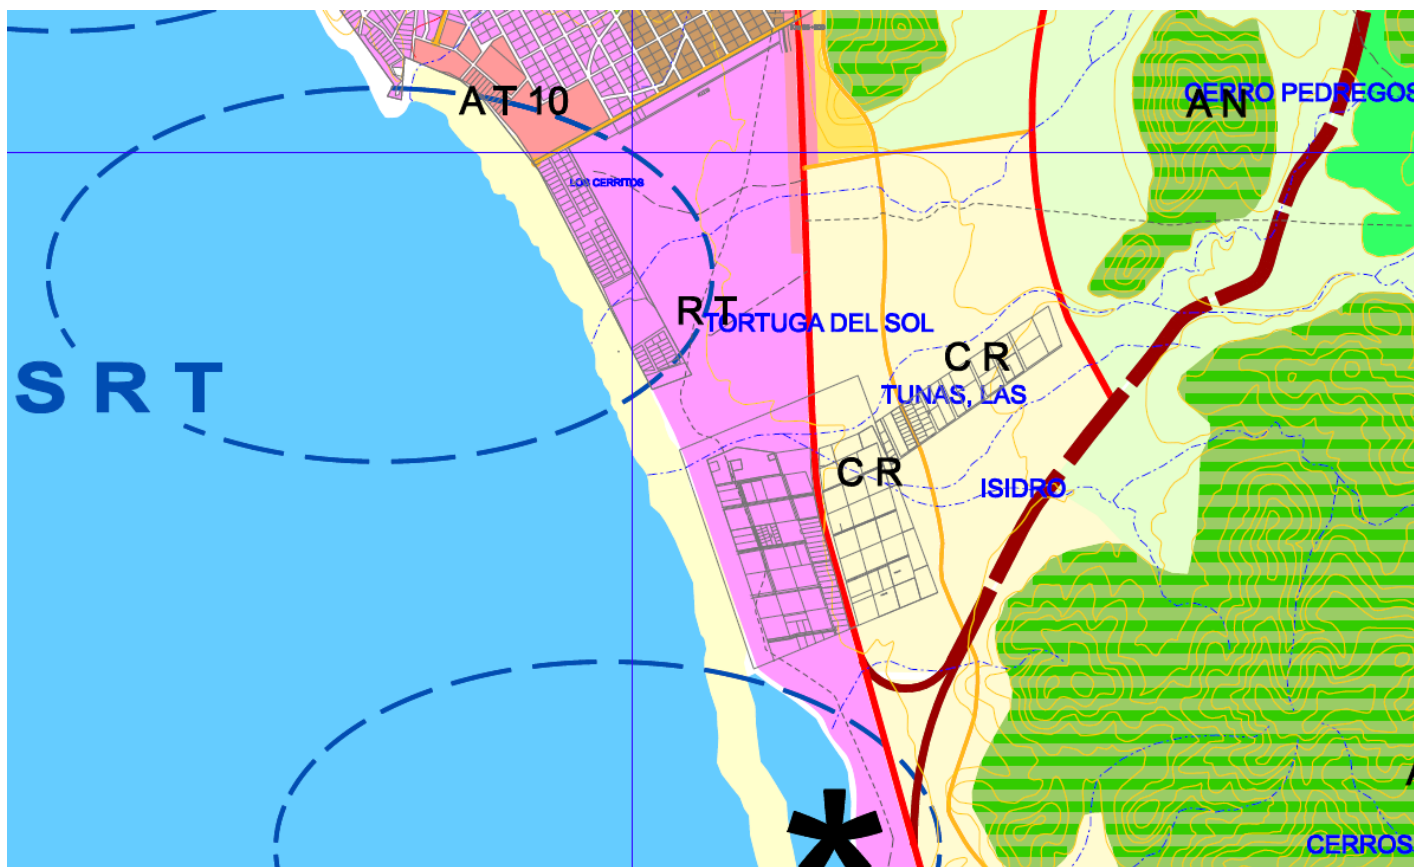 A T 10
A N
CERRO PEDREGOS
LOS CERRITOS
R T
TORTUGA DEL SOL
C R
S R T
TUNAS, LAS
C R
ISIDRO
CERROS